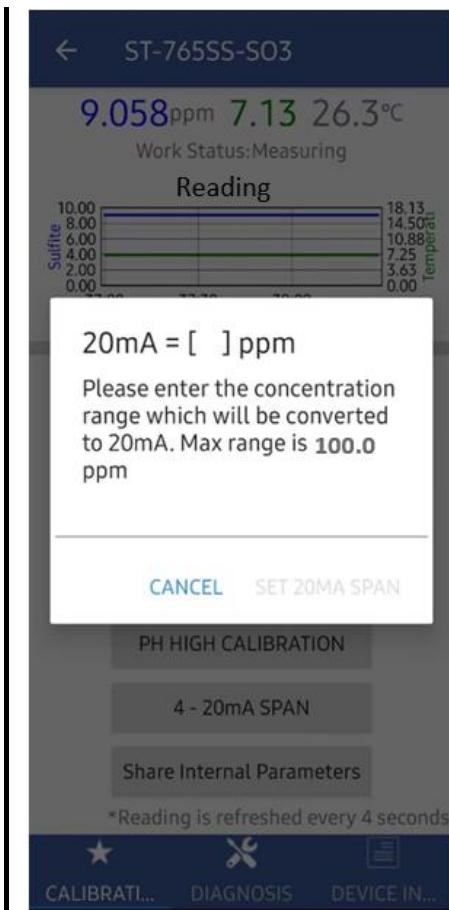 ← ST-765SS-SO3
9.058ppm 7.13 26.3°C
Work Status:Measuring
Reading
10.00
8.00
6.00
4.00
2.00
0.00
Sulfite
18.13
14.50
10.88
7.25
3.63
0.00
Temperati
20mA = [ ] ppm
Please enter the concentration
range which will be converted
to 20mA. Max range is 100.0
ppm
CANCEL SET 20MA SPAN
PH HIGH CALIBRATION
4 - 20mA SPAN
Share Internal Parameters
*Reading is refreshed every 4 seconds
CALIBRATI... DIAGNOSIS DEVICE IN...